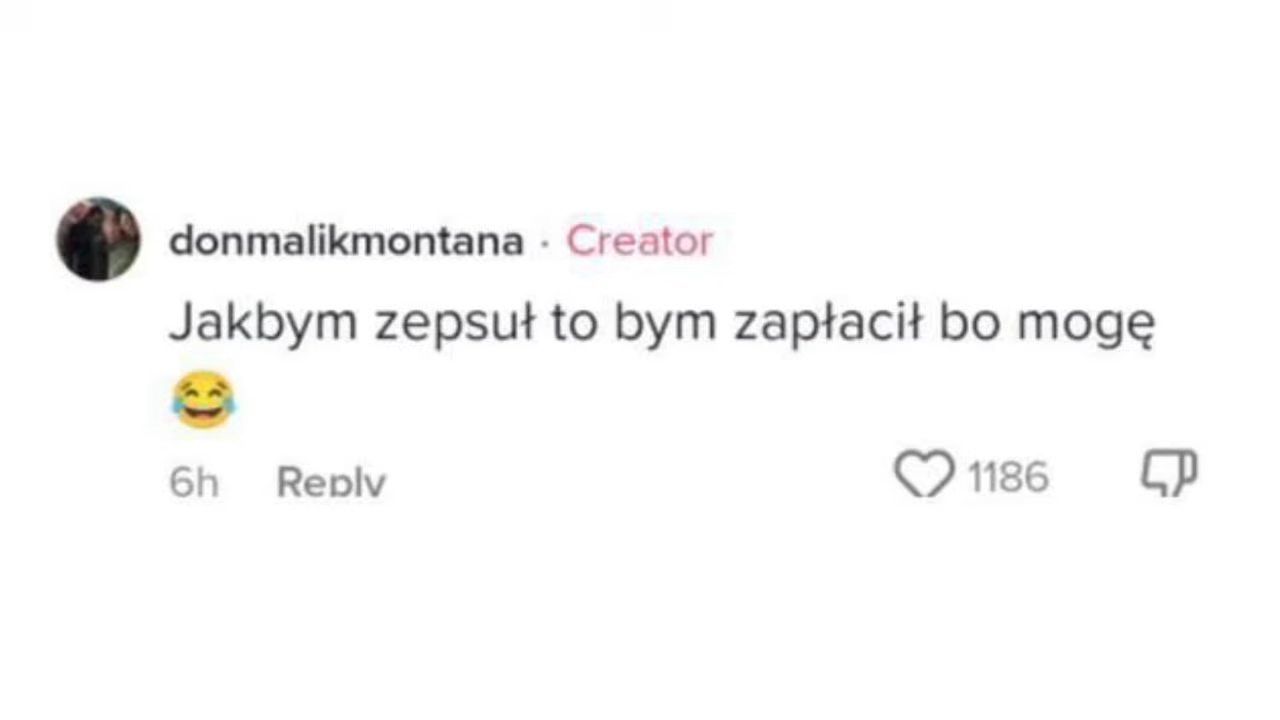 donmalikmontana · Creator
Jakbym zepsuł to bym zapłacił bo mogę
😂
6h Reply 1186